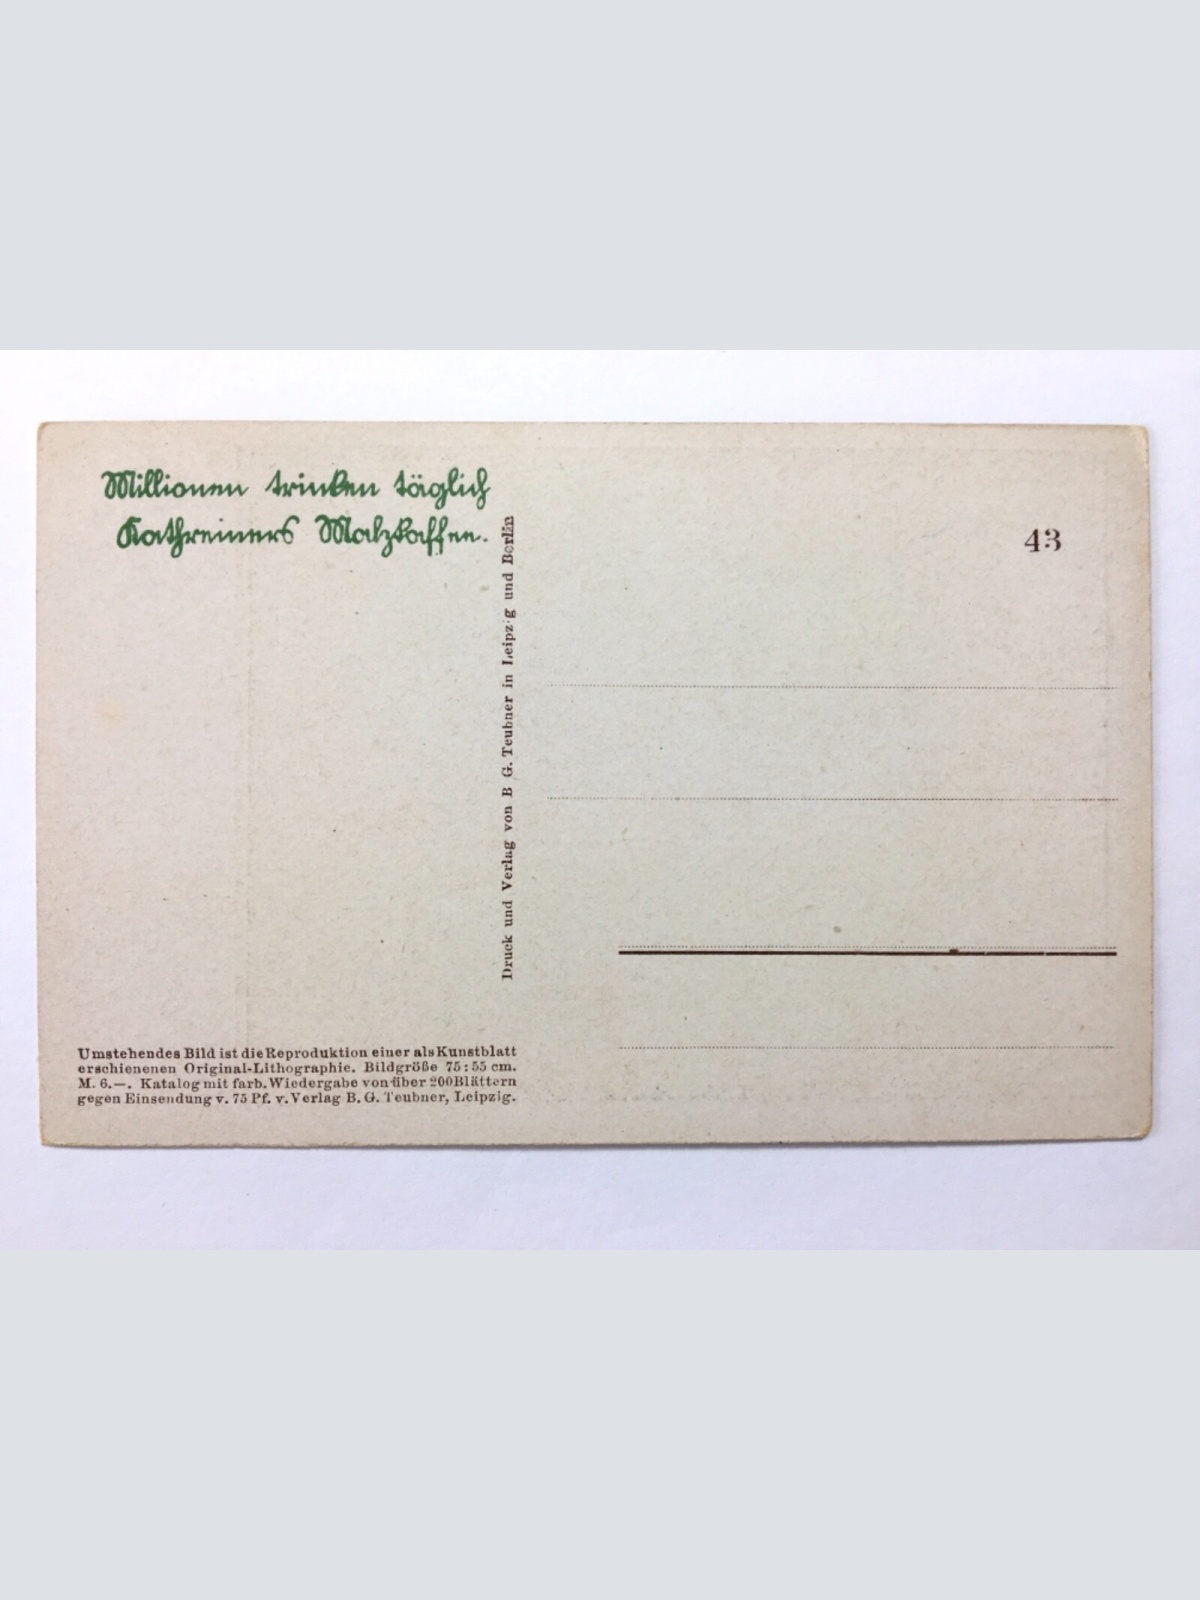 Millionen trinken täglich
Kathreiners Malzkaffee.
43
Druck und Verlag von B G. Teubner in Leipzig und Berlin
Umstehendes Bild ist die Reproduktion einer als Kunstblatt
erschienenen Original-Lithographie. Bildgröße 75:55 cm.
M. 6.—. Katalog mit farb. Wiedergabe von über 200 Blättern
gegen Einsendung v. 75 Pf. v. Verlag B. G. Teubner, Leipzig.